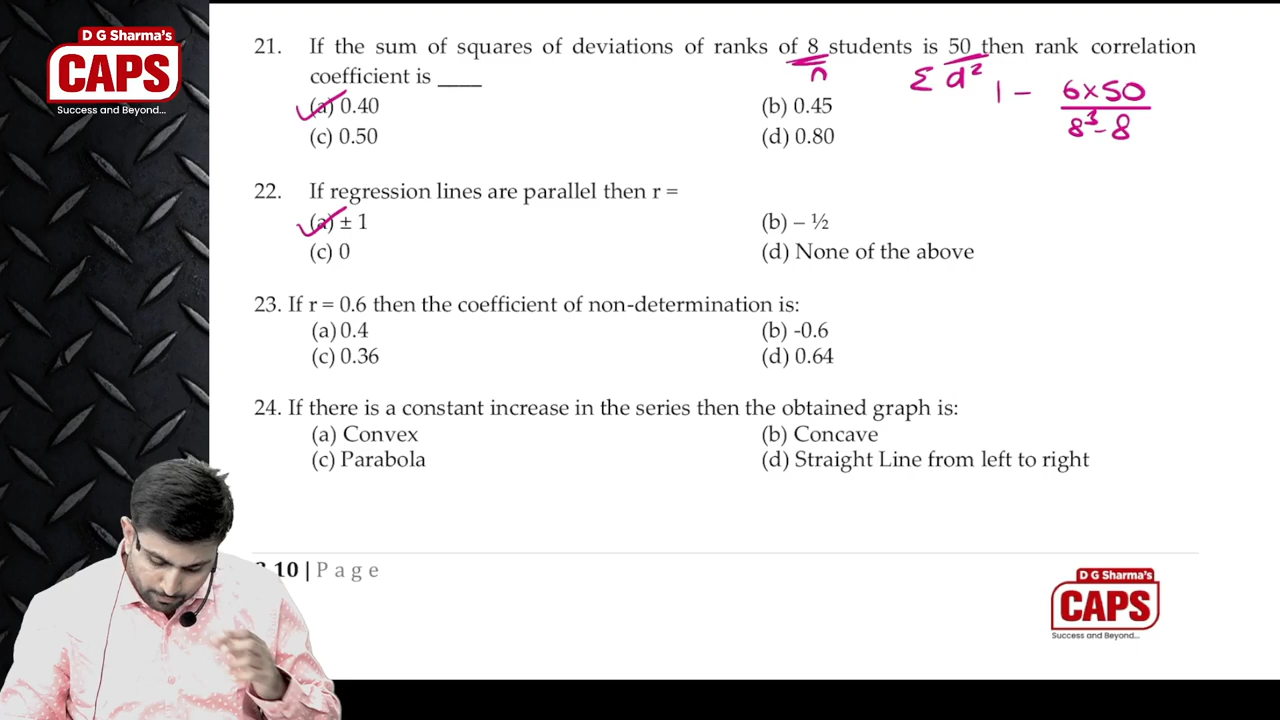 D G Sharma's
CAPS
Success and Beyond...
21. If the sum of squares of deviations of ranks of 8 students is 50 then rank correlation
coefficient is ____
n
Σ d²
1 - 6×50
8³-8
(a) 0.40 (b) 0.45
(c) 0.50 (d) 0.80
22. If regression lines are parallel then r =
(a) ± 1 (b) – ½
(c) 0 (d) None of the above
23. If r = 0.6 then the coefficient of non-determination is:
(a) 0.4 (b) -0.6
(c) 0.36 (d) 0.64
24. If there is a constant increase in the series then the obtained graph is:
(a) Convex (b) Concave
(c) Parabola (d) Straight Line from left to right
10 | P a g e
D G Sharma's
CAPS
Success and Beyond...